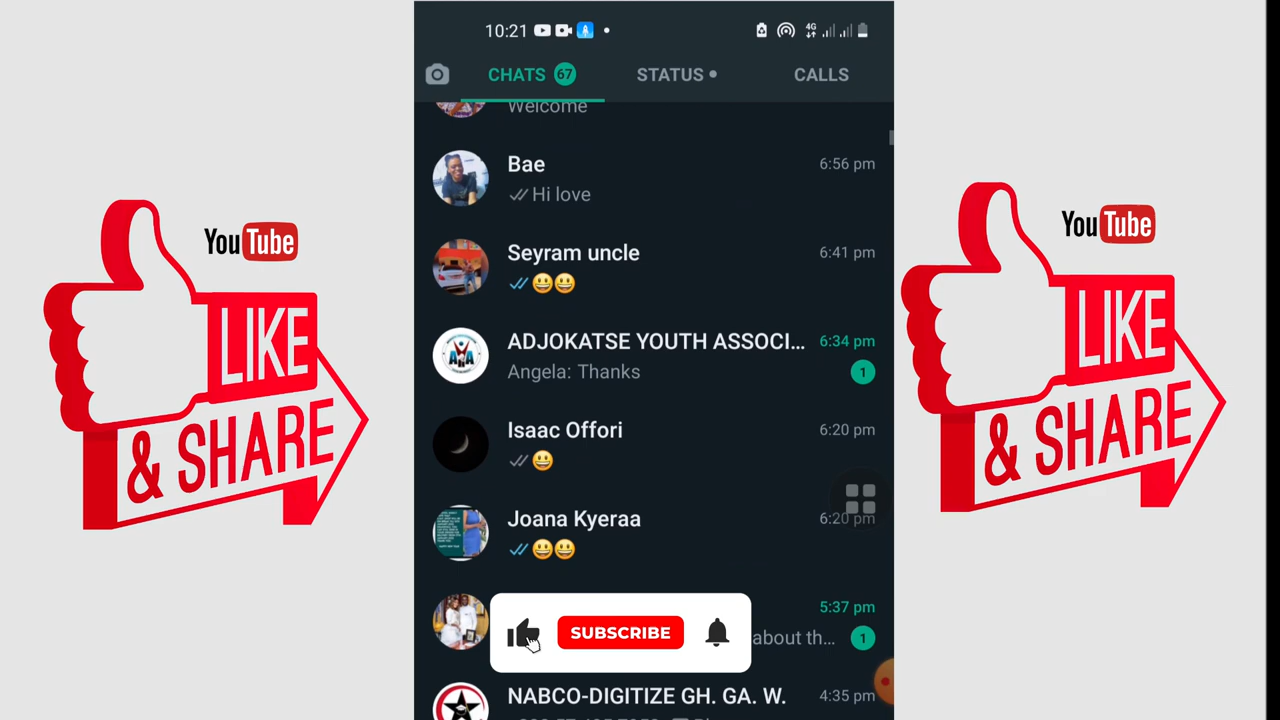 10:21
4G
CHATS 67
STATUS
CALLS
Welcome
Bae
6:56 pm
Hi love
Seyram uncle
6:41 pm
ADJOKATSE YOUTH ASSOCI...
6:34 pm
Angela: Thanks
1
Isaac Offori
6:20 pm
Joana Kyeraa
6:20 pm
5:37 pm
about th...
1
SUBSCRIBE
NABCO-DIGITIZE GH. GA. W.
4:35 pm
YouTube
LIKE
& SHARE
YouTube
LIKE
& SHARE